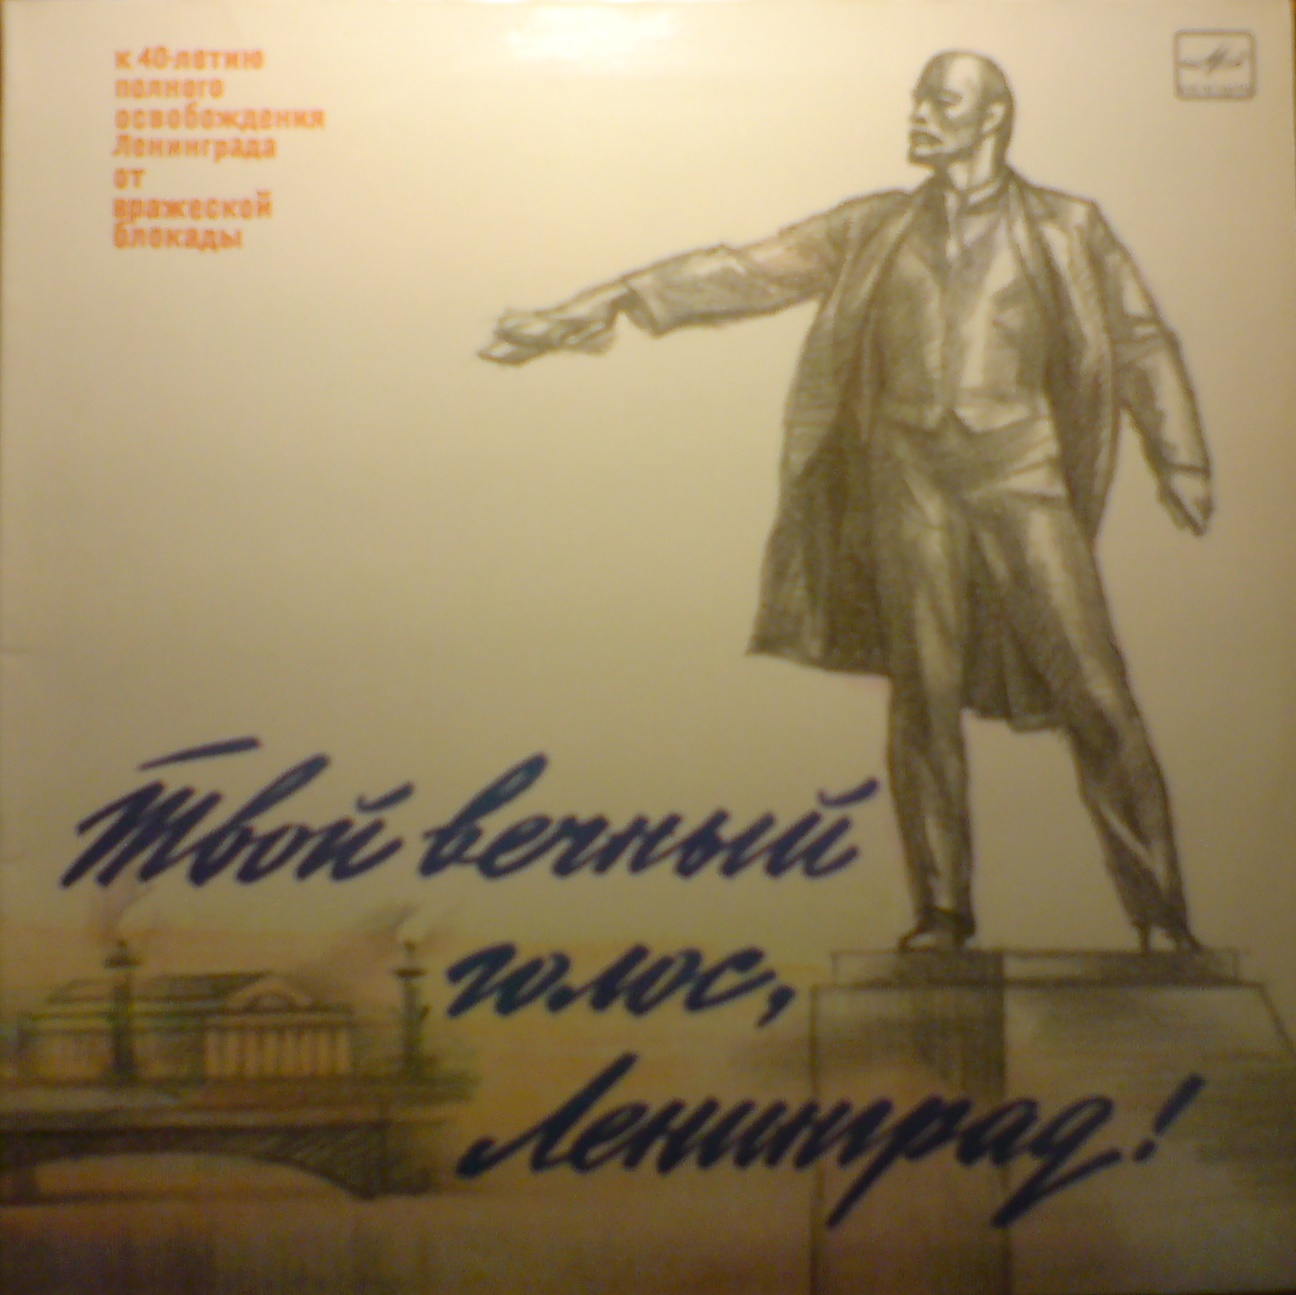 к 40-летию
полного
освобождения
Ленинграда
от
вражеской
блокады
Твой вечный
голос,
Ленинград!